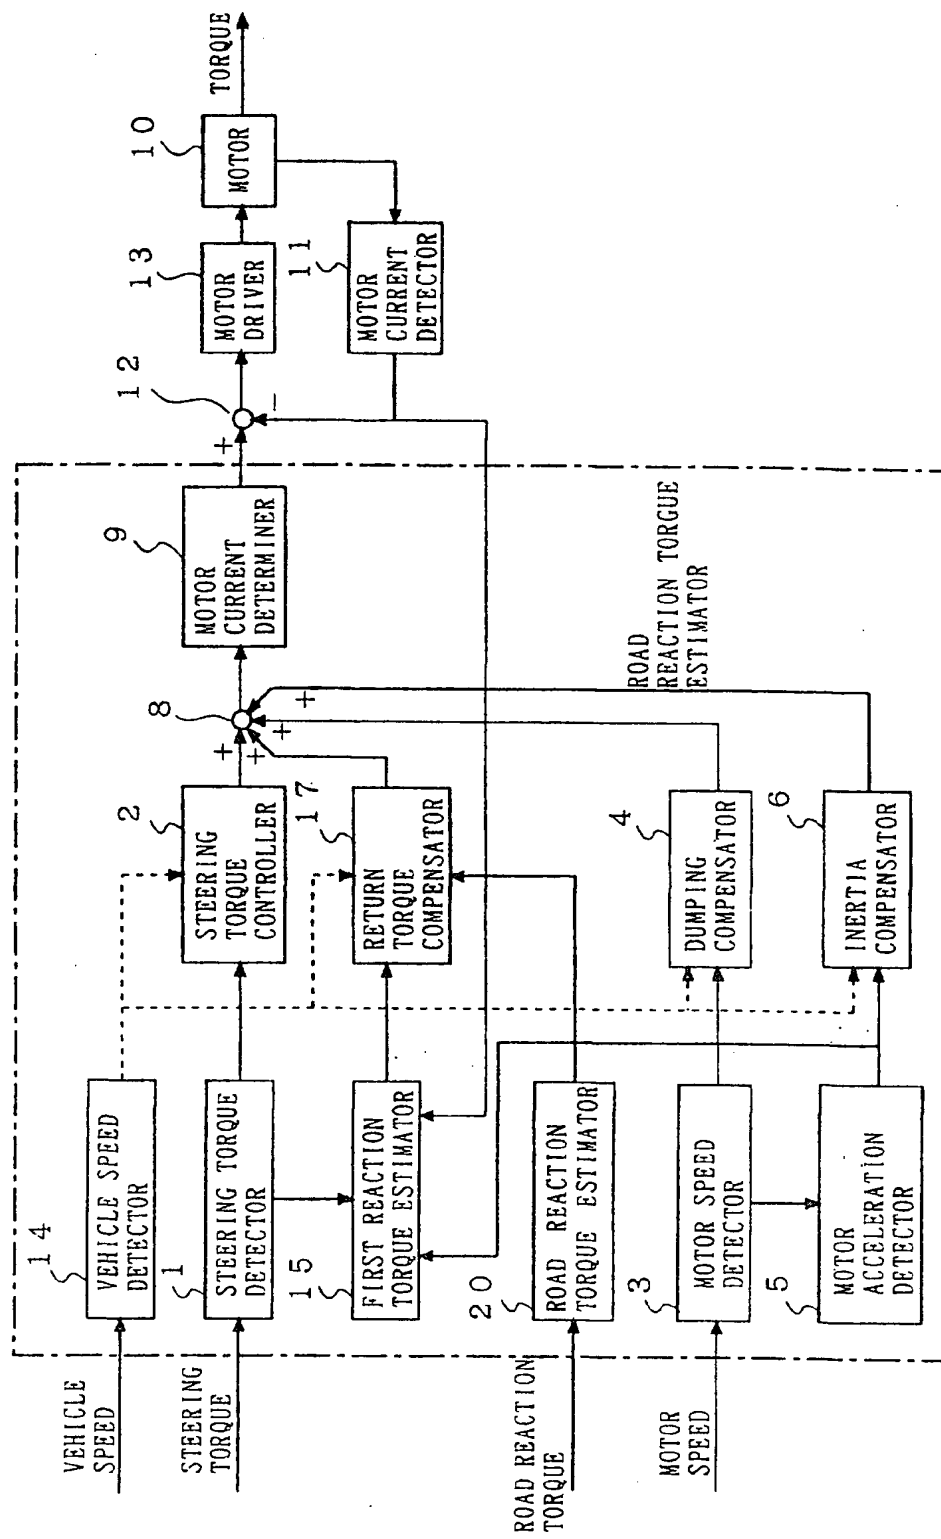 VEHICLE
SPEED
14
VEHICLE SPEED
DETECTOR
STEERING
TORQUE
1
STEERING TORQUE
DETECTOR
2
STEERING
TORQUE
CONTROLLER
8
+
+
+
+
9
MOTOR
CURRENT
DETERMINER
12
+
-
13
MOTOR
DRIVER
10
MOTOR
TORQUE
15
FIRST REACTION
TORQUE ESTIMATOR
17
RETURN
TORQUE
COMPENSATOR
11
MOTOR
CURRENT
DETECTOR
ROAD REACTION
TORQUE
20
ROAD REACTION
TORQUE ESTIMATOR
ROAD
REACTION TORGUE
ESTIMATOR
MOTOR
SPEED
3
MOTOR SPEED
DETECTOR
4
DUMPING
COMPENSATOR
5
MOTOR
ACCELERATION
DETECTOR
6
INERTIA
COMPENSATOR